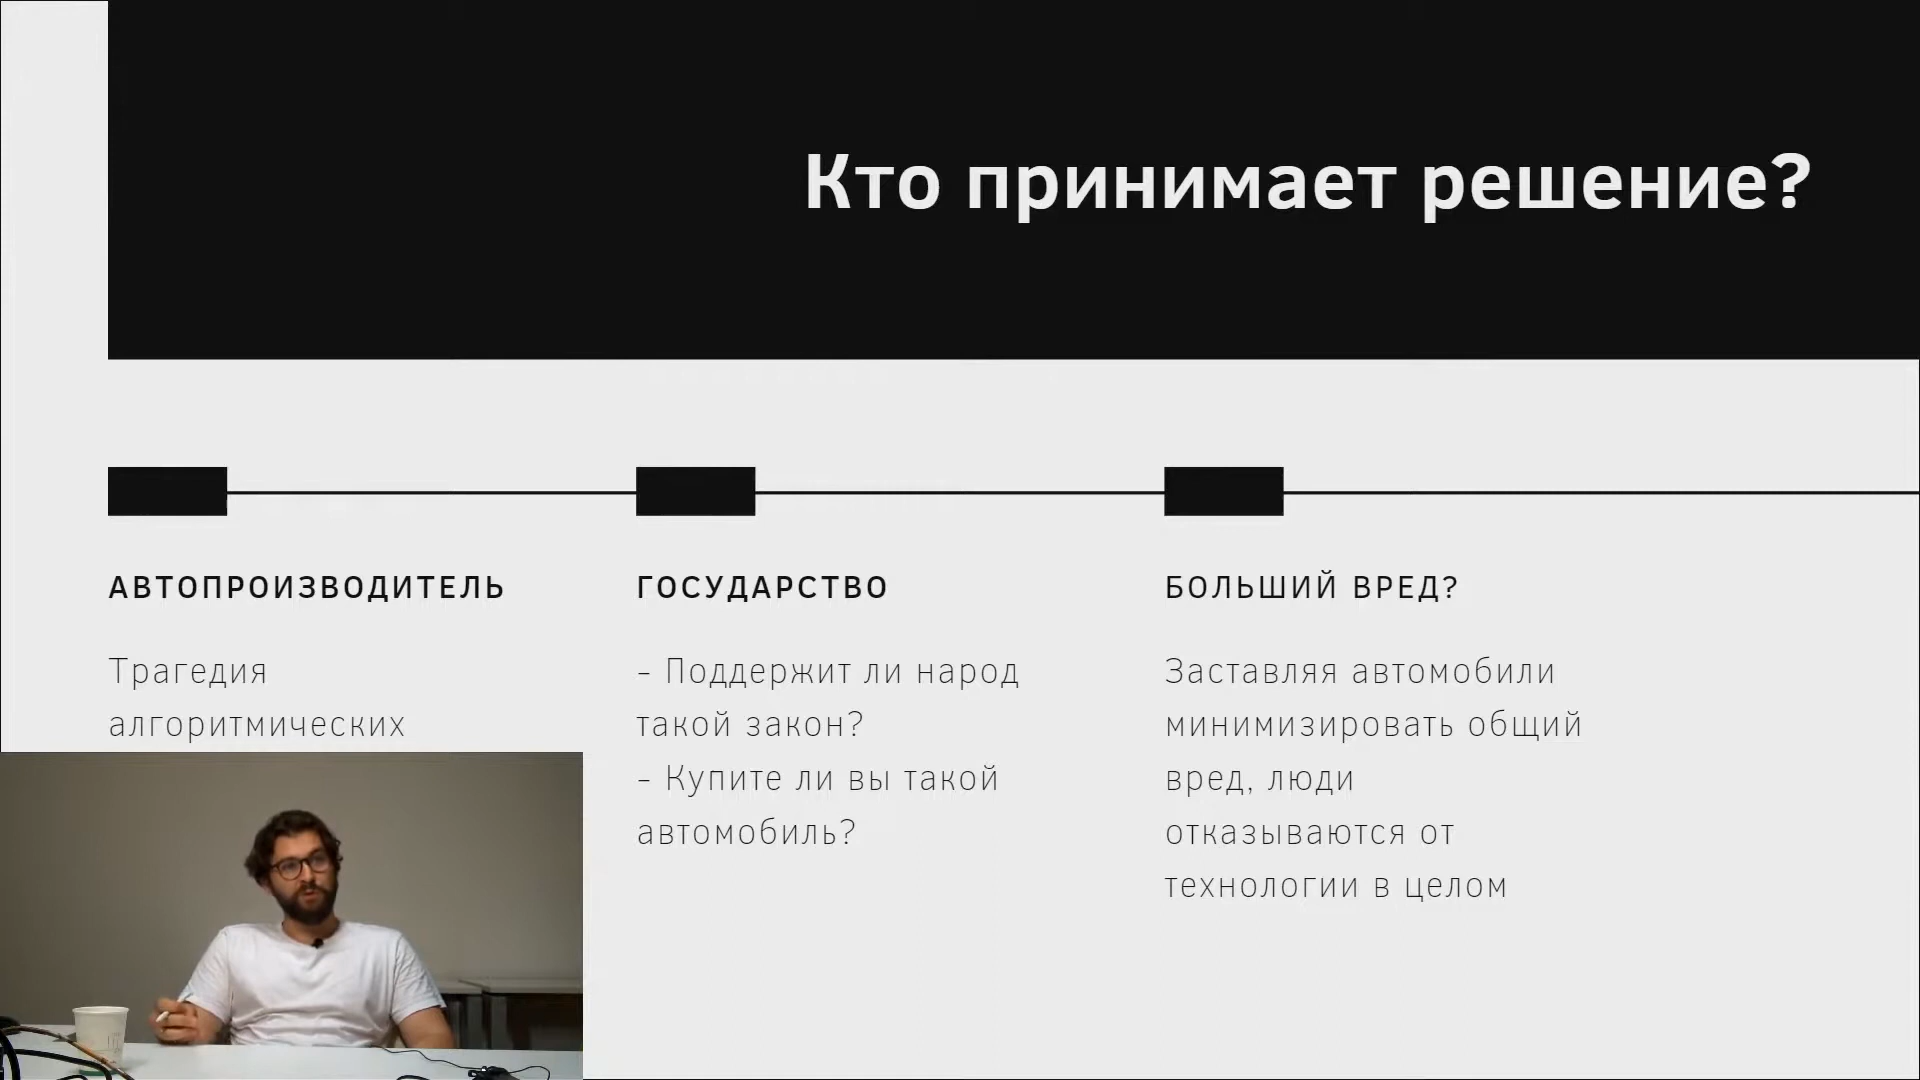 Кто принимает решение?
АВТОПРОИЗВОДИТЕЛЬ
Трагедия
алгоритмических
ГОСУДАРСТВО
- Поддержит ли народ
такой закон?
- Купите ли вы такой
автомобиль?
БОЛЬШИЙ ВРЕД?
Заставляя автомобили
минимизировать общий
вред, люди
отказываются от
технологии в целом